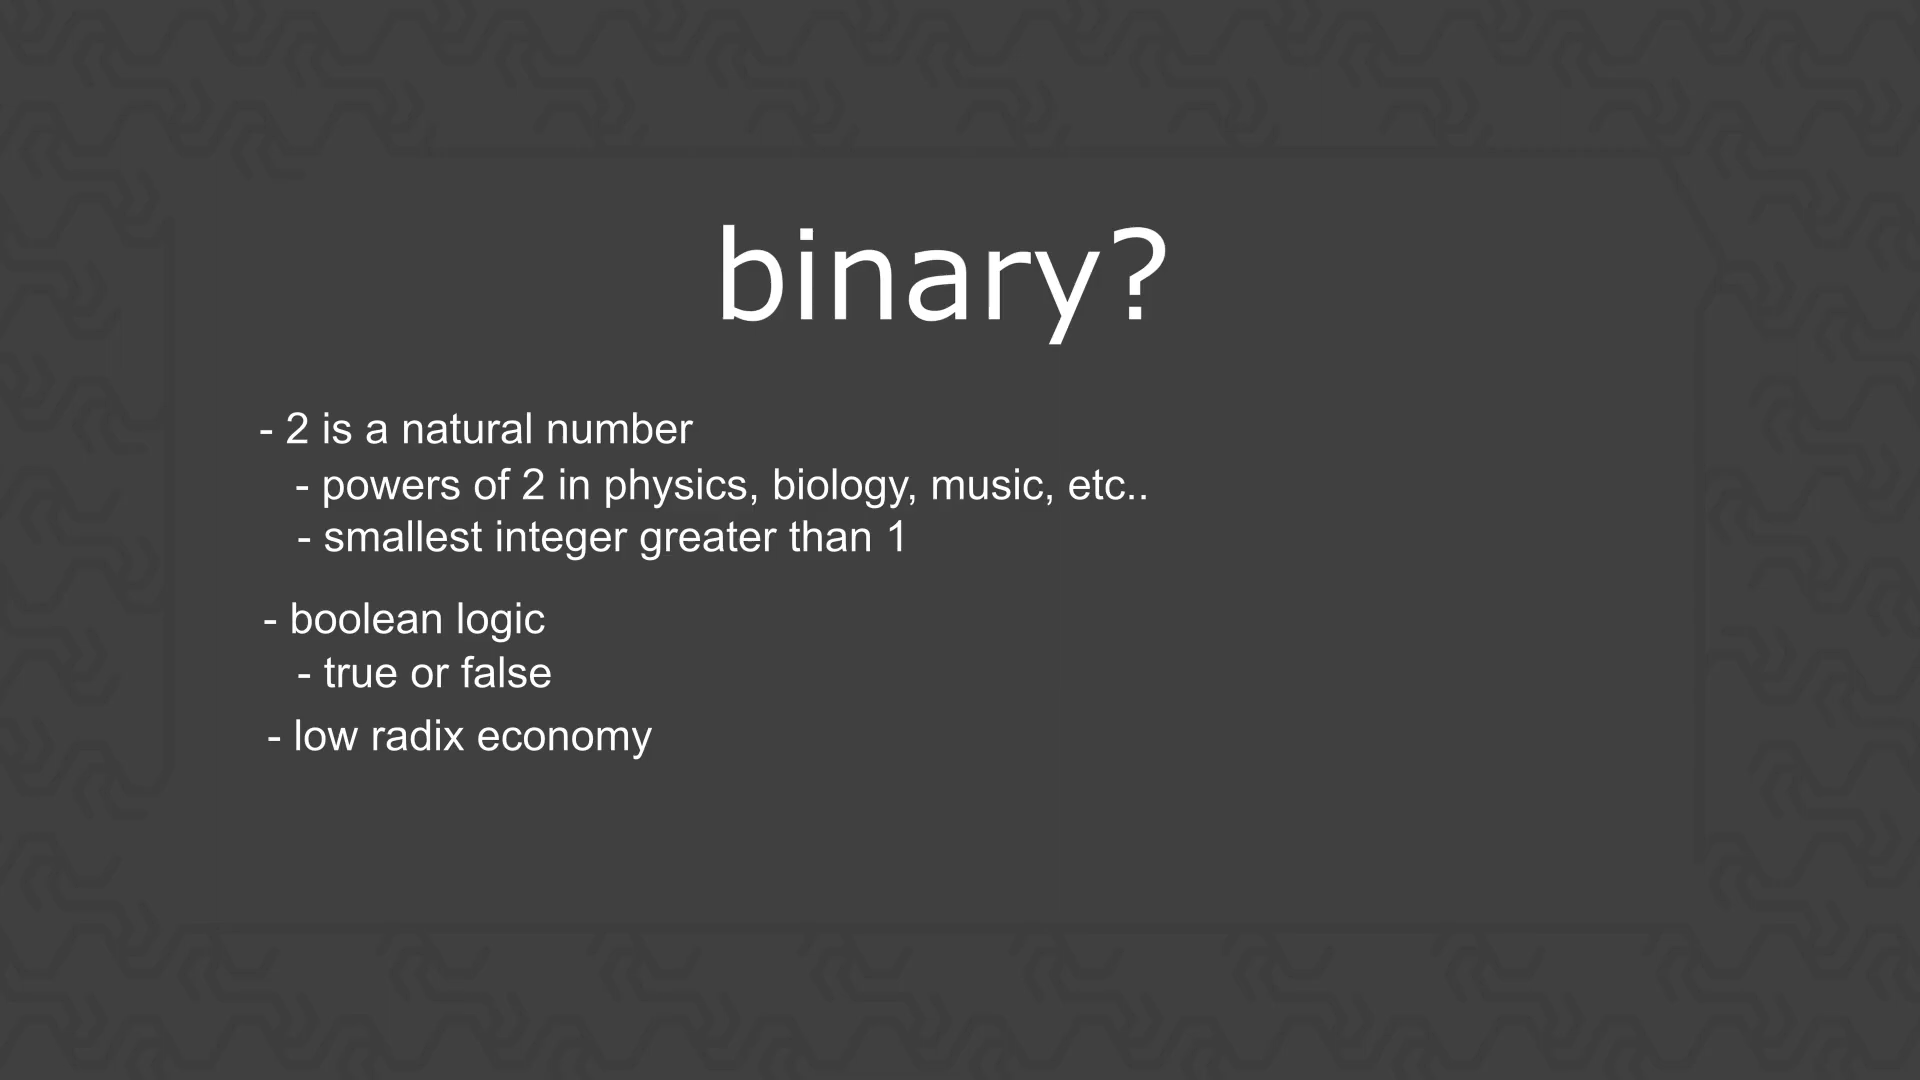 binary?
- 2 is a natural number
- powers of 2 in physics, biology, music, etc..
- smallest integer greater than 1
- boolean logic
- true or false
- low radix economy